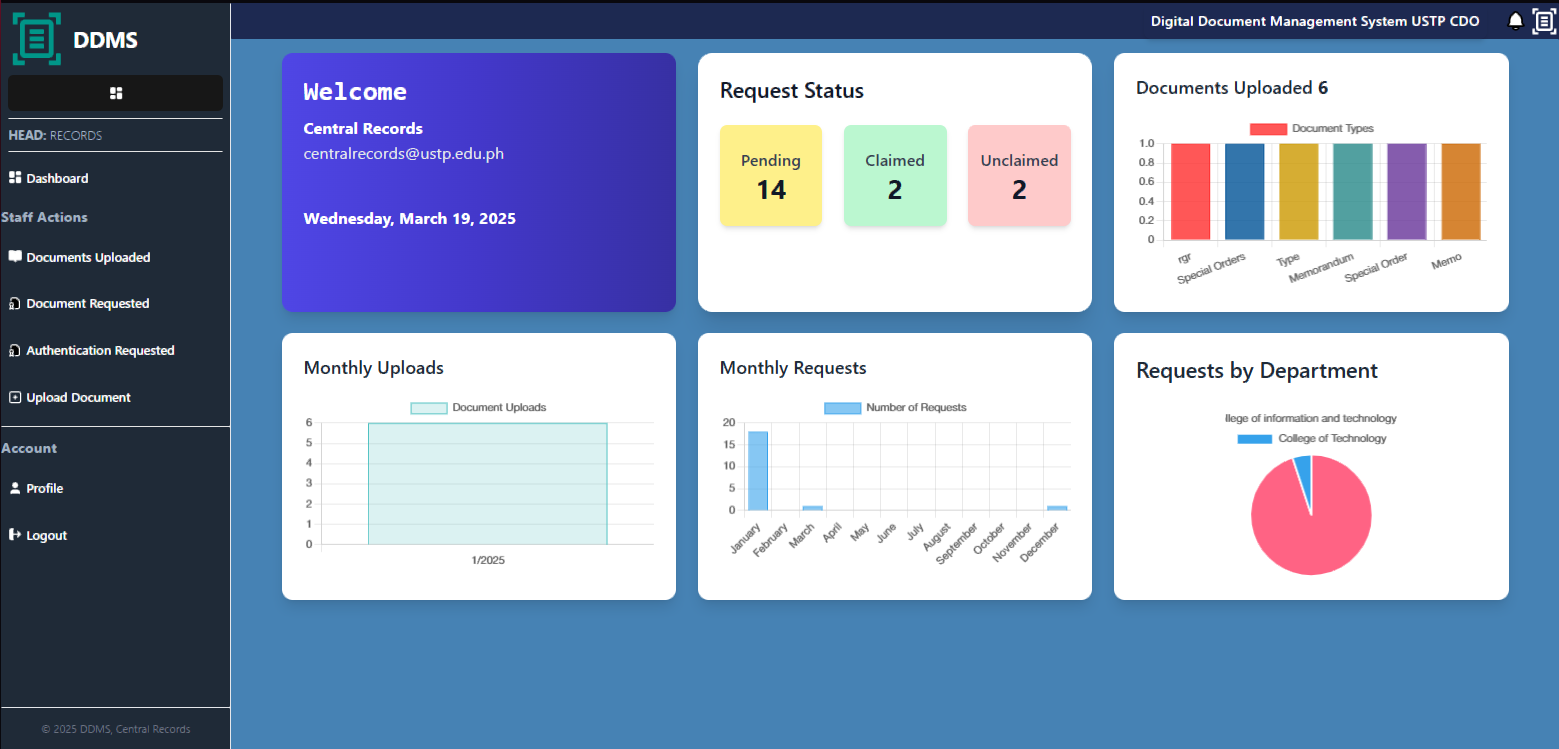 DDMS
HEAD: RECORDS
Dashboard
Staff Actions
Documents Uploaded
Document Requested
Authentication Requested
Upload Document
Account
Profile
Logout
© 2025 DDMS, Central Records
Digital Document Management System USTP CDO
Welcome
Central Records
centralrecords@ustp.edu.ph
Wednesday, March 19, 2025
Request Status
Pending
14
Claimed
2
Unclaimed
2
Documents Uploaded 6
Document Types
1.0
0.8
0.6
0.4
0.2
0
rgr
Special Orders
Type
Memorandum
Special Order
Memo
Monthly Uploads
Document Uploads
6
5
4
3
2
1
0
1/2025
Monthly Requests
Number of Requests
20
15
10
5
0
January
February
March
April
May
June
July
August
September
October
November
December
Requests by Department
llege of information and technology
College of Technology